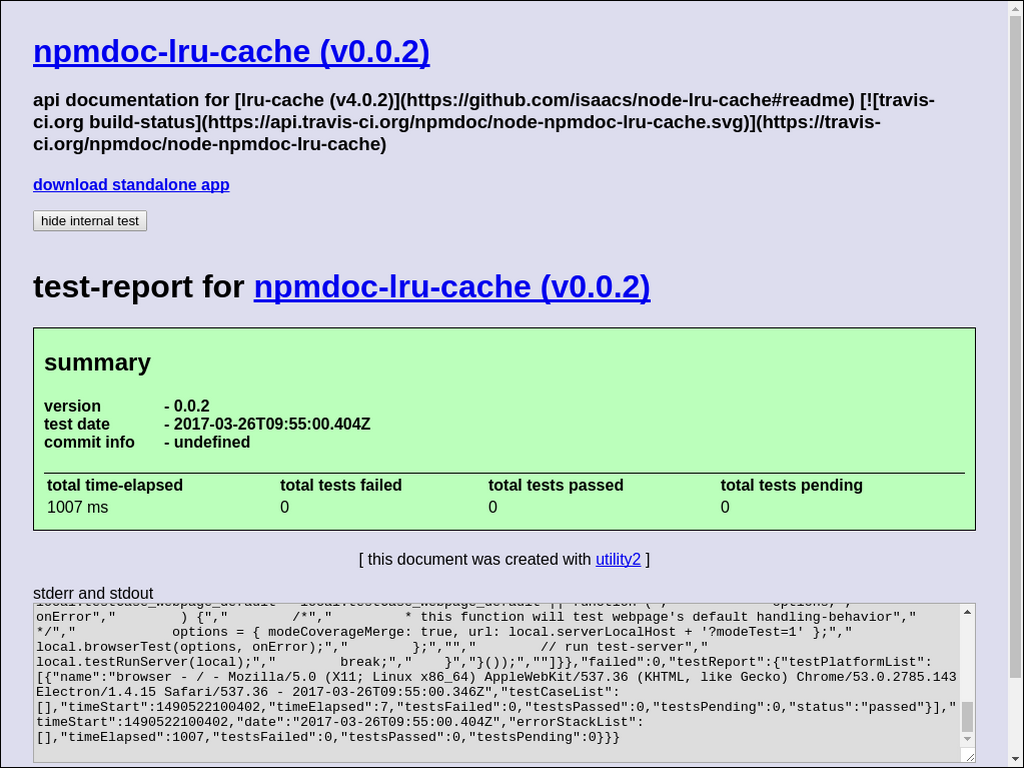 npmdoc-lru-cache (v0.0.2)
api documentation for [lru-cache (v4.0.2)](https://github.com/isaacs/node-lru-cache#readme) [![travis-
ci.org build-status](https://api.travis-ci.org/npmdoc/node-npmdoc-lru-cache.svg)](https://travis-
ci.org/npmdoc/node-npmdoc-lru-cache)
download standalone app
hide internal test
test-report for npmdoc-lru-cache (v0.0.2)
summary
version - 0.0.2
test date - 2017-03-26T09:55:00.404Z
commit info - undefined
total time-elapsed total tests failed total tests passed total tests pending
1007 ms 0 0 0
[ this document was created with utility2 ]
stderr and stdout
onError","        ) {","        /*","         * this function will test webpage's default handling-behavior","
*/","            options = { modeCoverageMerge: true, url: local.serverLocalHost + '?modeTest=1' };","
local.browserTest(options, onError);","        };","","        // run test-server","
local.testRunServer(local);","        break;","    }","}());",""]}},"failed":0,"testReport":{"testPlatformList":
[{"name":"browser - / - Mozilla/5.0 (X11; Linux x86_64) AppleWebKit/537.36 (KHTML, like Gecko) Chrome/53.0.2785.143
Electron/1.4.15 Safari/537.36 - 2017-03-26T09:55:00.346Z","testCaseList":
[],"timeStart":1490522100402,"timeElapsed":7,"testsFailed":0,"testsPassed":0,"testsPending":0,"status":"passed"}],"
timeStart":1490522100402,"date":"2017-03-26T09:55:00.404Z","errorStackList":
[],"timeElapsed":1007,"testsFailed":0,"testsPassed":0,"testsPending":0}}}